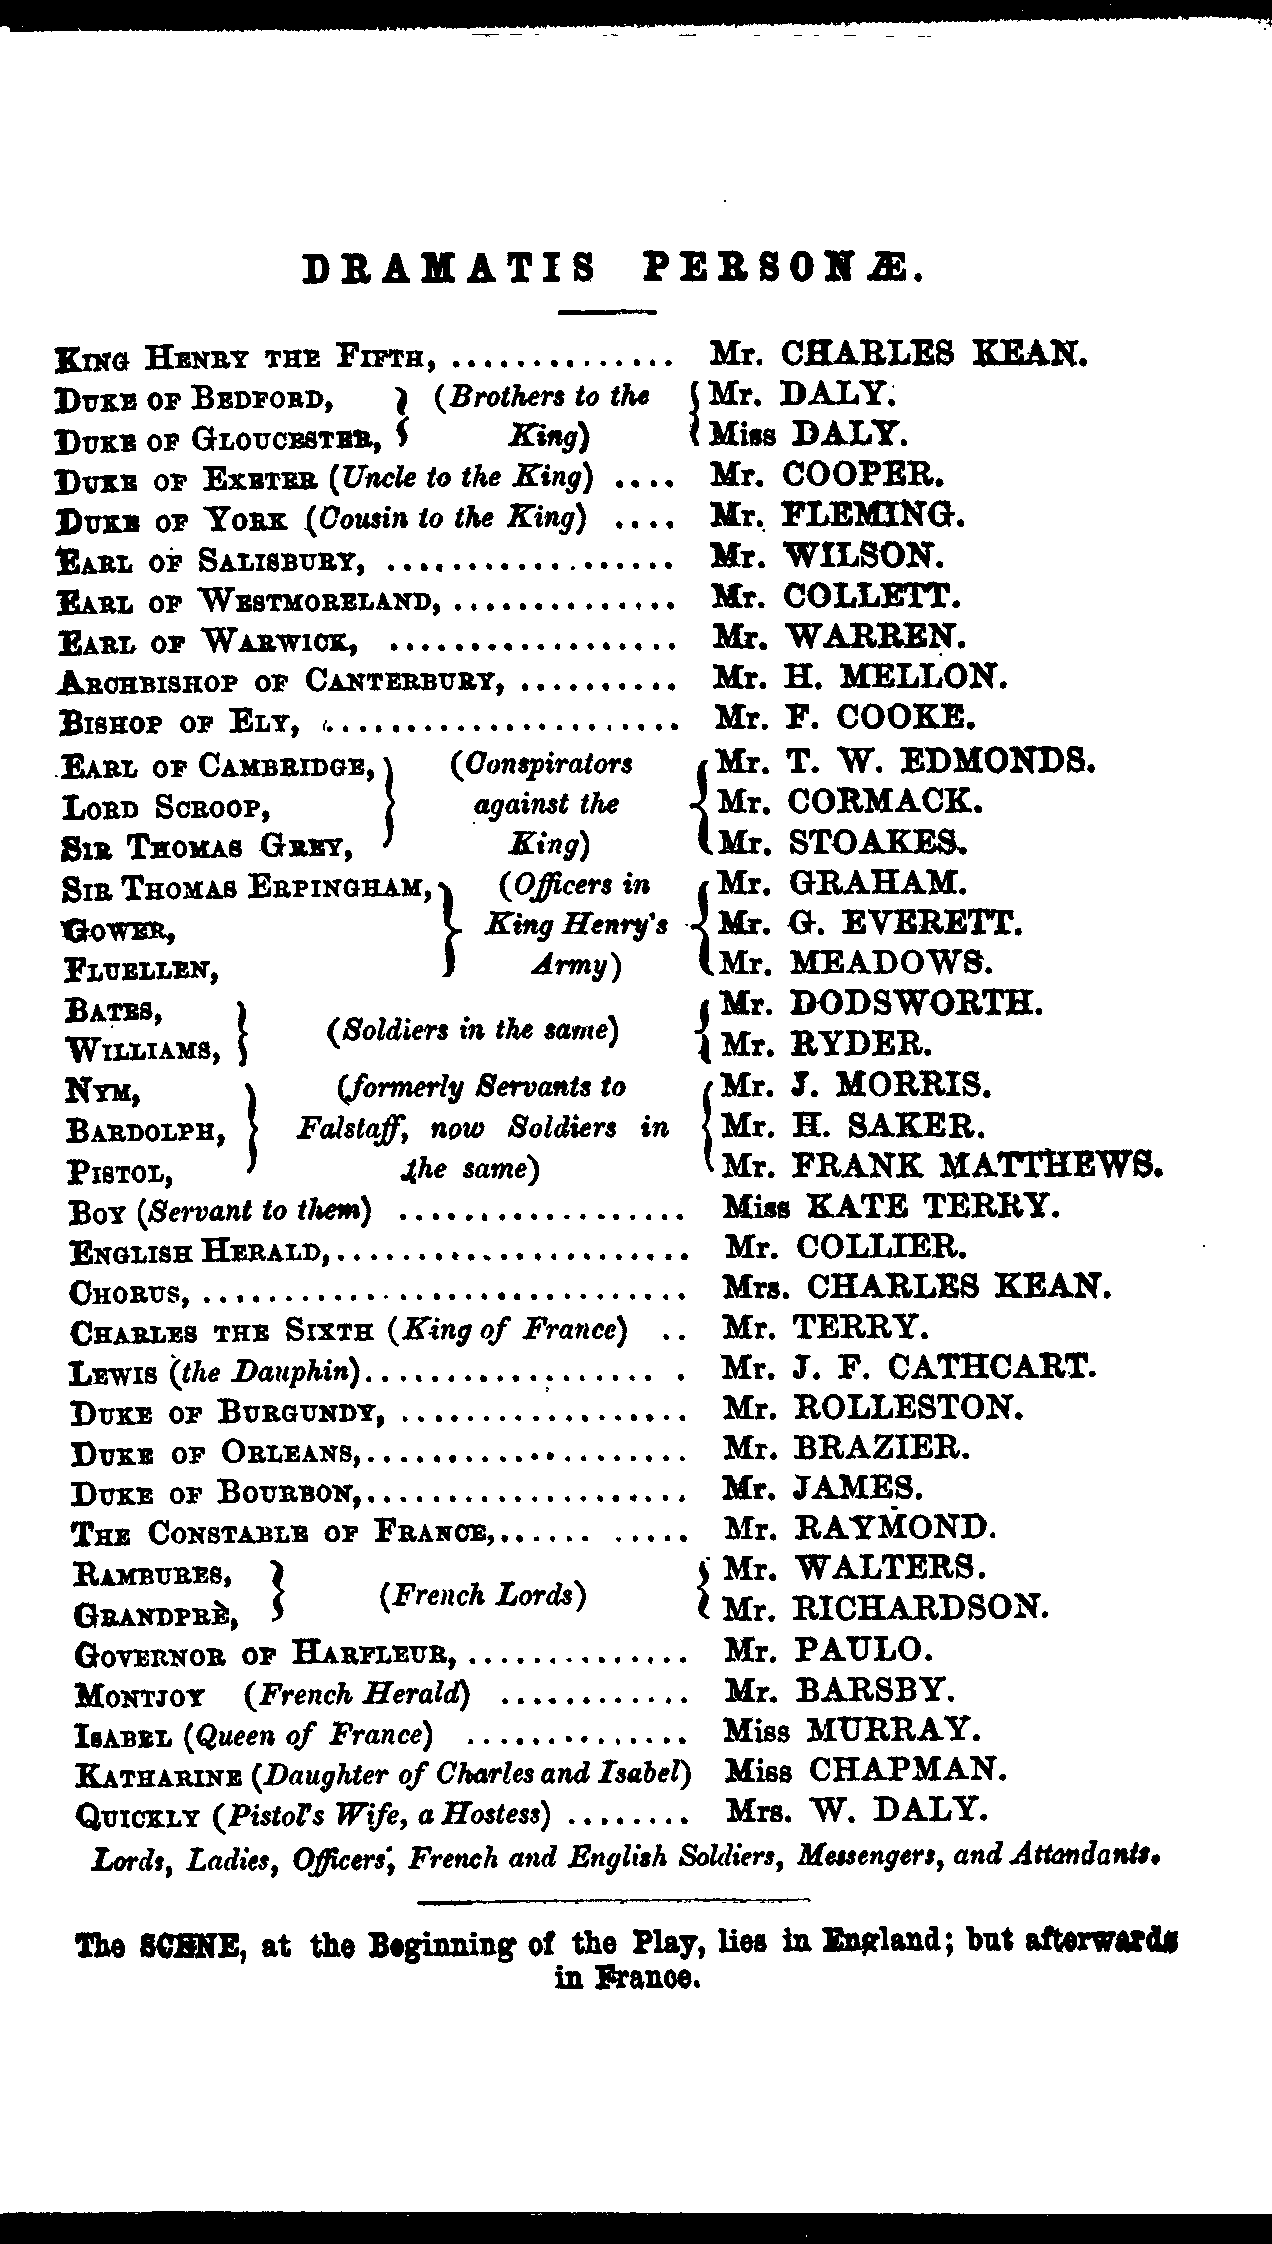 DRAMATIS PERSONÆ.
KING HENRY THE FIFTH, .............. Mr. CHARLES KEAN.
DUKE OF BEDFORD, } (Brothers to the { Mr. DALY.
DUKE OF GLOUCESTER, } King) { Miss DALY.
DUKE OF EXETER (Uncle to the King) .... Mr. COOPER.
DUKE OF YORK (Cousin to the King) .... Mr. FLEMING.
EARL OF SALISBURY, .................. Mr. WILSON.
EARL OF WESTMORELAND, .............. Mr. COLLETT.
EARL OF WARWICK, .................. Mr. WARREN.
ARCHBISHOP OF CANTERBURY, .......... Mr. H. MELLON.
BISHOP OF ELY, ...................... Mr. F. COOKE.
EARL OF CAMBRIDGE, } (Conspirators { Mr. T. W. EDMONDS.
LORD SCROOP, } against the { Mr. CORMACK.
SIR THOMAS GREY, } King) { Mr. STOAKES.
SIR THOMAS ERPINGHAM, } (Officers in { Mr. GRAHAM.
GOWER, } King Henry's { Mr. G. EVERETT.
FLUELLEN, } Army) { Mr. MEADOWS.
BATES, } (Soldiers in the same) { Mr. DODSWORTH.
WILLIAMS, } { Mr. RYDER.
NYM, } (formerly Servants to { Mr. J. MORRIS.
BARDOLPH, } Falstaff, now Soldiers in { Mr. H. SAKER.
PISTOL, } the same) { Mr. FRANK MATTHEWS.
BOY (Servant to them) .................. Miss KATE TERRY.
ENGLISH HERALD, ...................... Mr. COLLIER.
CHORUS, .............................. Mrs. CHARLES KEAN.
CHARLES THE SIXTH (King of France) .. Mr. TERRY.
LEWIS (the Dauphin) .................. . Mr. J. F. CATHCART.
DUKE OF BURGUNDY, .................. Mr. ROLLESTON.
DUKE OF ORLEANS, .................... Mr. BRAZIER.
DUKE OF BOURBON, .................... Mr. JAMES.
THE CONSTABLE OF FRANCE, ...... ..... Mr. RAYMOND.
RAMBURES, } (French Lords) { Mr. WALTERS.
GRANDPRÈ, } { Mr. RICHARDSON.
GOVERNOR OF HARFLEUR, .............. Mr. PAULO.
MONTJOY (French Herald) ............ Mr. BARSBY.
ISABEL (Queen of France) .............. Miss MURRAY.
KATHARINE (Daughter of Charles and Isabel) Miss CHAPMAN.
QUICKLY (Pistol's Wife, a Hostess) ........ Mrs. W. DALY.
Lords, Ladies, Officers, French and English Soldiers, Messengers, and Attendants.
The SCENE, at the Beginning of the Play, lies in England; but afterwards
in France.